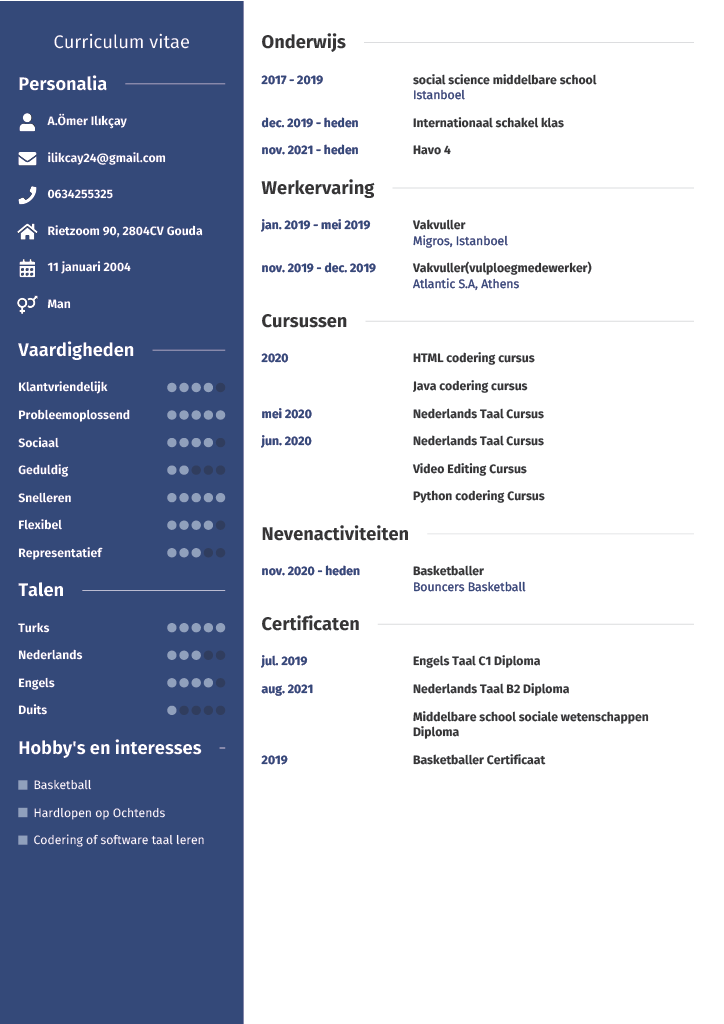 Curriculum vitae
Personalia
A.Ömer Ilıkçay
ilikcay24@gmail.com
0634255325
Rietzoom 90, 2804CV Gouda
11 januari 2004
Man
Vaardigheden
Klantvriendelijk
Probleemoplossend
Sociaal
Geduldig
Snelleren
Flexibel
Representatief
Talen
Turks
Nederlands
Engels
Duits
Hobby's en interesses
Basketball
Hardlopen op Ochtends
Codering of software taal leren
Onderwijs
2017 - 2019 social science middelbare school
Istanboel
dec. 2019 - heden Internationaal schakel klas
nov. 2021 - heden Havo 4
Werkervaring
jan. 2019 - mei 2019 Vakvuller
Migros, Istanboel
nov. 2019 - dec. 2019 Vakvuller(vulploegmedewerker)
Atlantic S.A, Athens
Cursussen
2020 HTML codering cursus
Java codering cursus
mei 2020 Nederlands Taal Cursus
jun. 2020 Nederlands Taal Cursus
Video Editing Cursus
Python codering Cursus
Nevenactiviteiten
nov. 2020 - heden Basketballer
Bouncers Basketball
Certificaten
jul. 2019 Engels Taal C1 Diploma
aug. 2021 Nederlands Taal B2 Diploma
Middelbare school sociale wetenschappen
Diploma
2019 Basketballer Certificaat